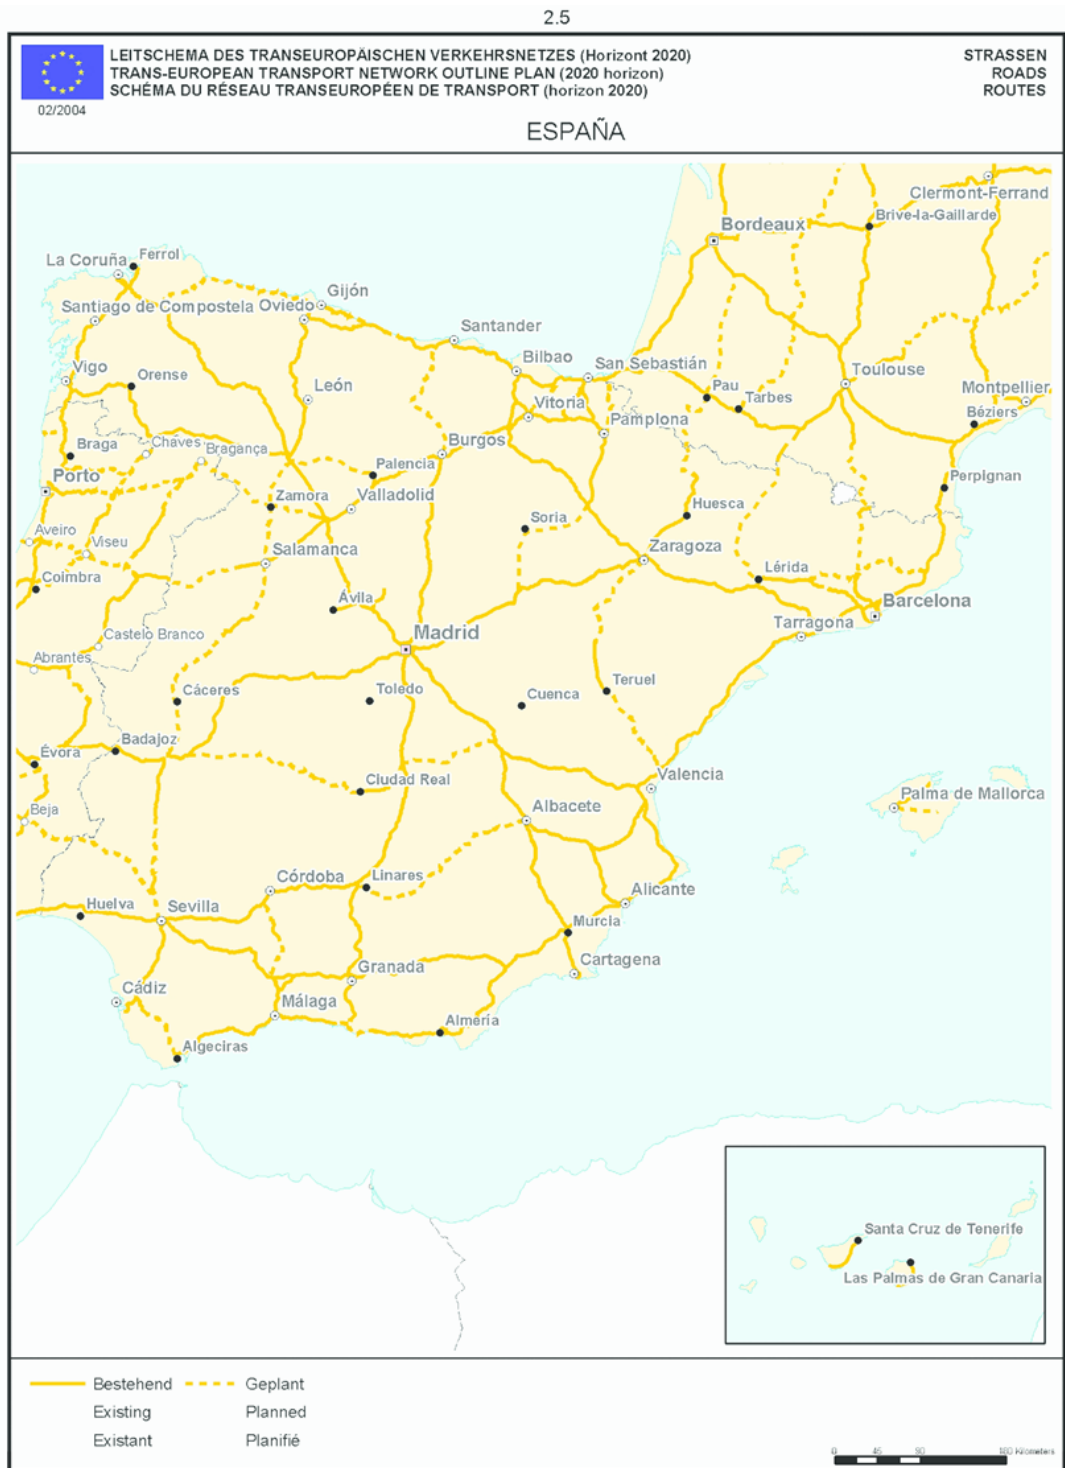 2.5
LEITSCHEMA DES TRANSEUROPÄISCHEN VERKEHRSNETZES (Horizont 2020)
TRANS-EUROPEAN TRANSPORT NETWORK OUTLINE PLAN (2020 horizon)
SCHÉMA DU RÉSEAU TRANSEUROPÉEN DE TRANSPORT (horizon 2020)
STRASSEN
ROADS
ROUTES
02/2004
ESPAÑA
Clermont-Ferrand
Brive-la-Gaillarde
Bordeaux
La Coruña
Ferrol
Gijón
Santiago de Compostela
Oviedo
Santander
Bilbao
San Sebastián
Vigo
Orense
León
Vitoria
Pau
Tarbes
Toulouse
Montpellier
Béziers
Pamplona
Burgos
Braga
Chaves
Bragança
Palencia
Perpignan
Porto
Zamora
Valladolid
Huesca
Soria
Aveiro
Viseu
Salamanca
Zaragoza
Coimbra
Ávila
Lérida
Barcelona
Castelo Branco
Madrid
Tarragona
Abrantes
Cáceres
Toledo
Cuenca
Teruel
Évora
Badajoz
Ciudad Real
Valencia
Palma de Mallorca
Beja
Albacete
Córdoba
Linares
Alicante
Huelva
Sevilla
Murcia
Granada
Cartagena
Cádiz
Málaga
Almería
Algeciras
Santa Cruz de Tenerife
Las Palmas de Gran Canaria
Bestehend
Geplant
Existing
Planned
Existant
Planifié
0 45 90 180 Kilometers